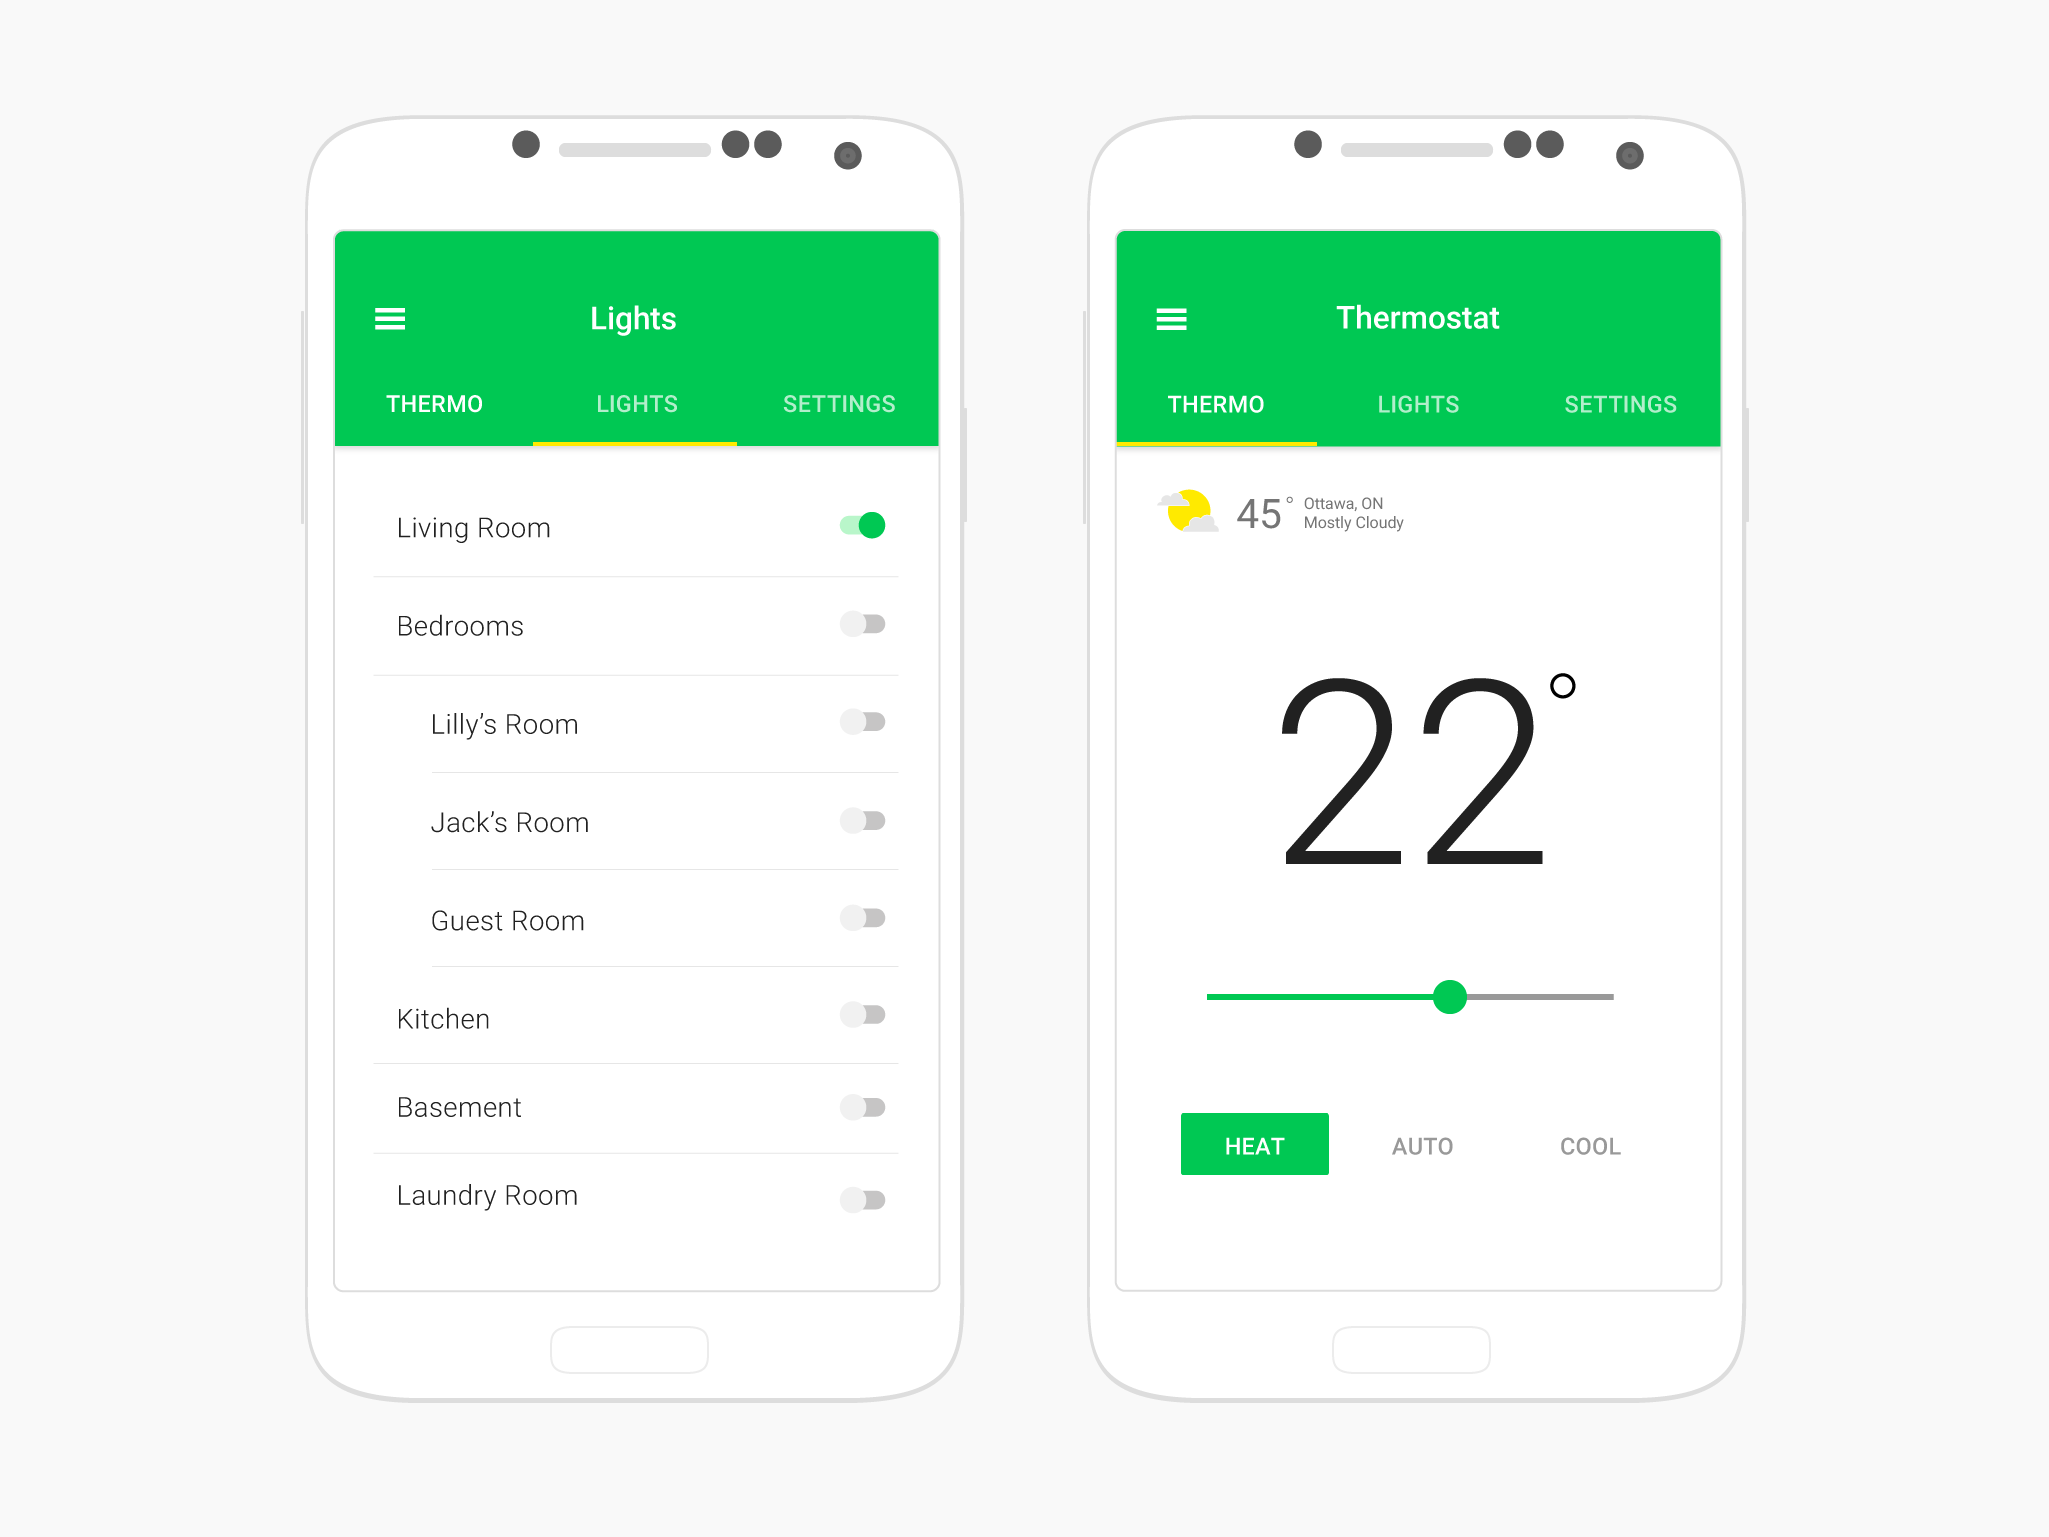 Lights
THERMO LIGHTS SETTINGS
Living Room
Bedrooms
Lilly’s Room
Jack’s Room
Guest Room
Kitchen
Basement
Laundry Room
Thermostat
THERMO LIGHTS SETTINGS
45° Ottawa, ON
Mostly Cloudy
22°
HEAT AUTO COOL